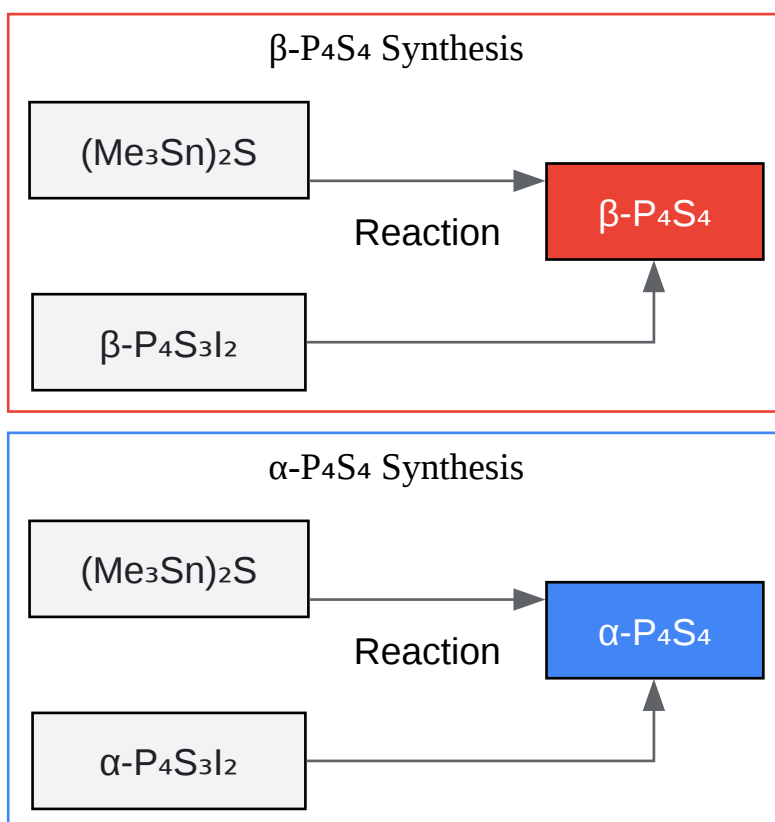 β-P₄S₄ Synthesis
(Me₃Sn)₂S
β-P₄S₄
Reaction
β-P₄S₃I₂
α-P₄S₄ Synthesis
(Me₃Sn)₂S
α-P₄S₄
Reaction
α-P₄S₃I₂